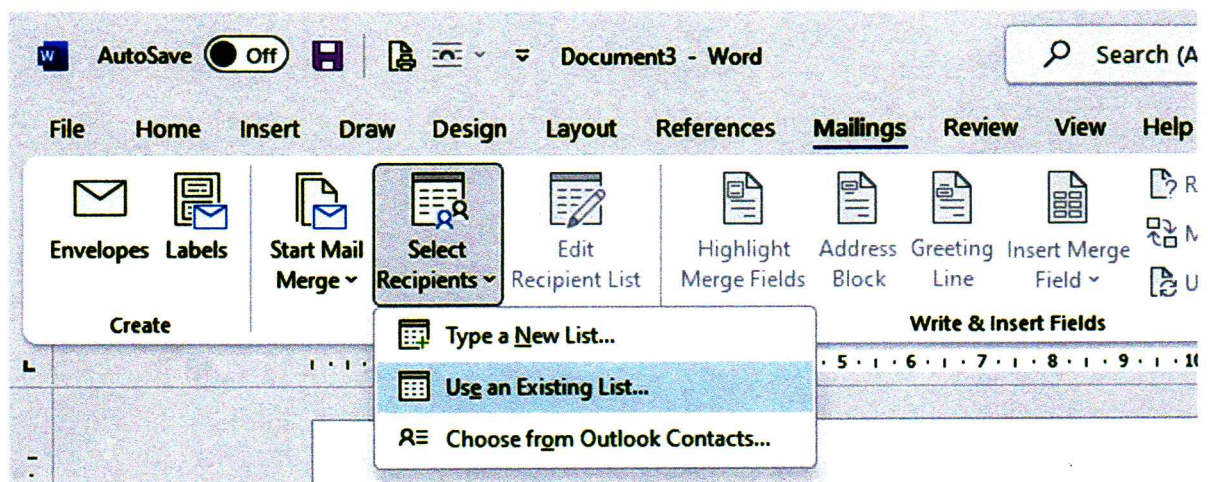 W AutoSave Off Document3 - Word Search (A
File Home Insert Draw Design Layout References Mailings Review View Help
Envelopes Labels Start Mail Merge Select Recipients Edit Recipient List Highlight Merge Fields Address Block Greeting Line Insert Merge Field
R
M
U
Create Write & Insert Fields
Type a New List...
Use an Existing List...
Choose from Outlook Contacts...
5 6 7 8 9 10